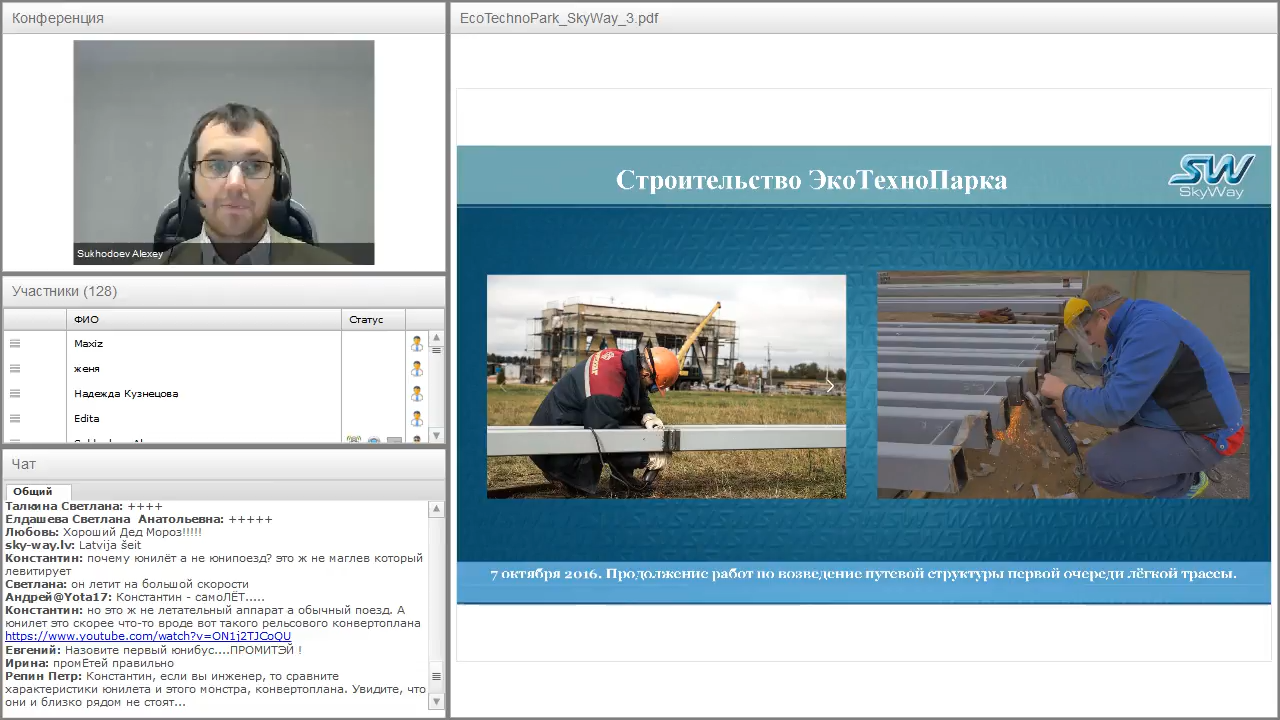 Конференция
Sukhodoev Alexey
Участники (128)
ФИО
Статус
Maxiz
женя
Надежда Кузнецова
Edita
Чат
Общий
Талкина Светлана: ++++
Елдашева Светлана Анатольевна: +++++
Любовь: Хороший Дед Мороз!!!!!
sky-way.lv: Latvija šeit
Константин: почему юнилёт а не юнипоезд? это ж не маглев который
левитирует
Светлана: он летит на большой скорости
Андрей@Yota17: Константин - самоЛЁТ.....
Константин: но это ж не летательный аппарат а обычный поезд. А
юнилет это скорее что-то вроде вот такого рельсового конвертоплана
https://www.youtube.com/watch?v=ON1j2TJCoQU
Евгений: Назовите первый юнибус....ПРОМИТЭЙ !
Ирина: промЕтей правильно
Репин Петр: Константин, если вы инженер, то сравните
характеристики юнилета и этого монстра, конвертоплана. Увидите, что
они и близко рядом не стоят...
EcoTechnoPark_SkyWay_3.pdf
Строительство ЭкоТехноПарка
SW
SkyWay
7 октября 2016. Продолжение работ по возведение путевой структуры первой очереди лёгкой трассы.